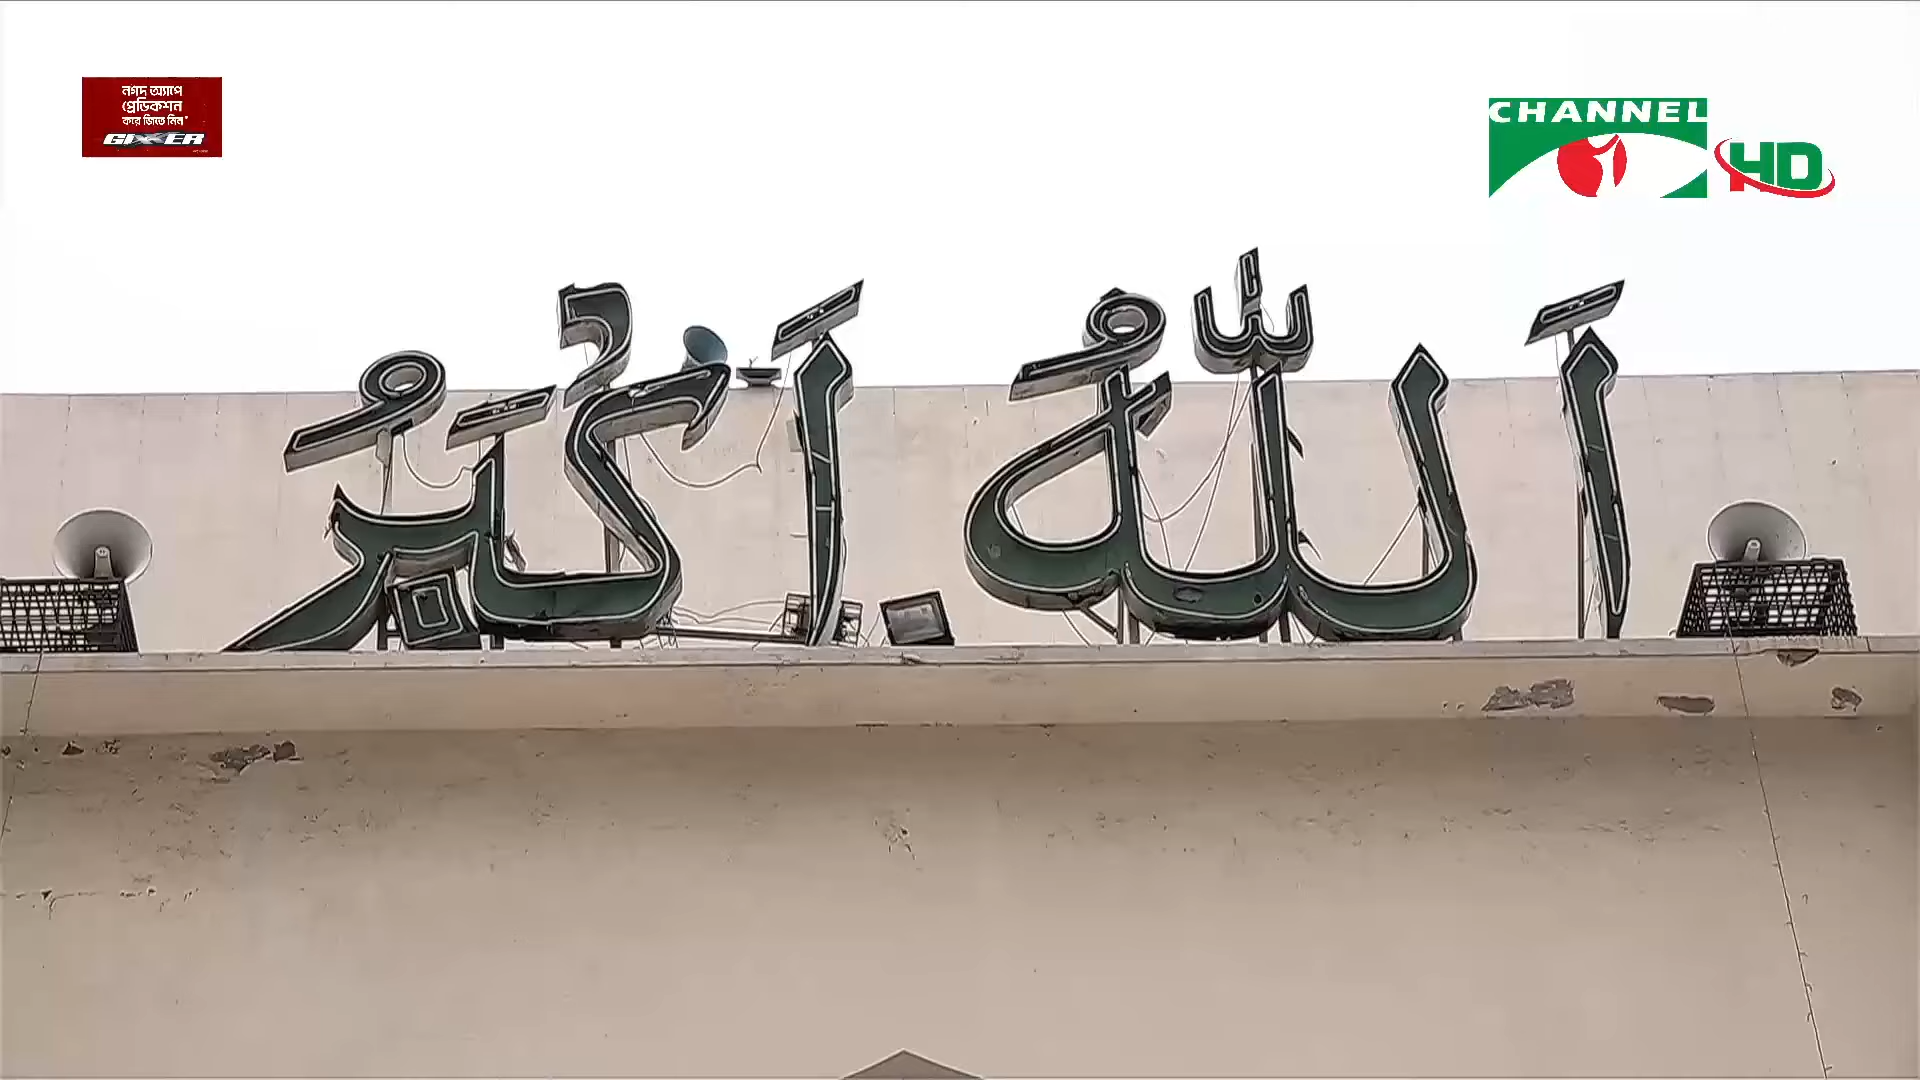 নগদ অ্যাপে
প্রেডিকশন
করে জিতে নিন*
GIXXER
CHANNEL
HD
اَللّٰهُ اَكْبَرُ